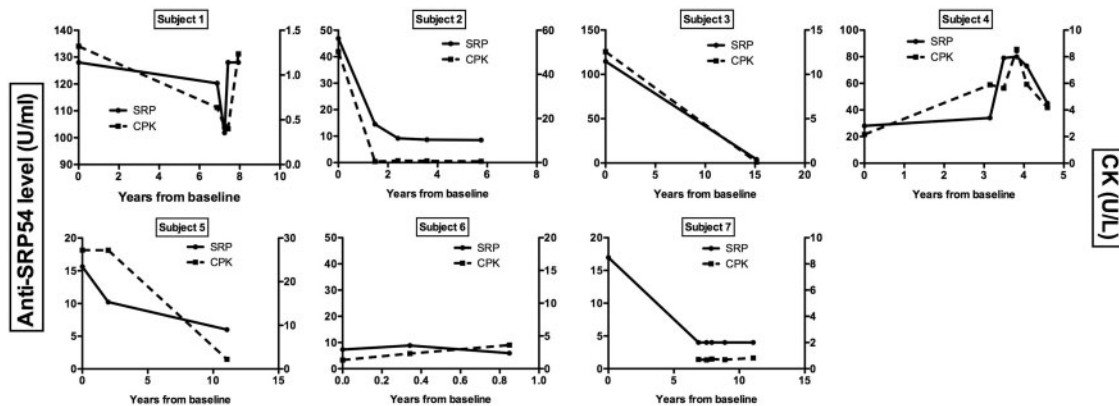 Subject 1
Subject 2
Subject 3
Subject 4
Anti-SRP54 level (U/ml)
CK (U/L)
140
130
120
110
100
90
1.5
1.0
0.5
0.0
0 2 4 6 8 10
SRP
CPK
Years from baseline
50
40
30
20
10
0
60
40
20
0
0 2 4 6 8
SRP
CPK
Years from baseline
150
100
50
0
15
10
5
0
0 5 10 15 20
SRP
CPK
Years from baseline
100
80
60
40
20
0
10
8
6
4
2
0
0 1 2 3 4 5
SRP
CPK
Years from baseline
Subject 5
Subject 6
Subject 7
20
15
10
5
0
30
20
10
0
0 5 10 15
SRP
CPK
Years from baseline
50
40
30
20
10
0
20
15
10
5
0
0.0 0.2 0.4 0.6 0.8 1.0
SRP
CPK
Years from baseline
20
15
10
5
0
10
8
6
4
2
0
0 5 10 15
SRP
CPK
Years from baseline